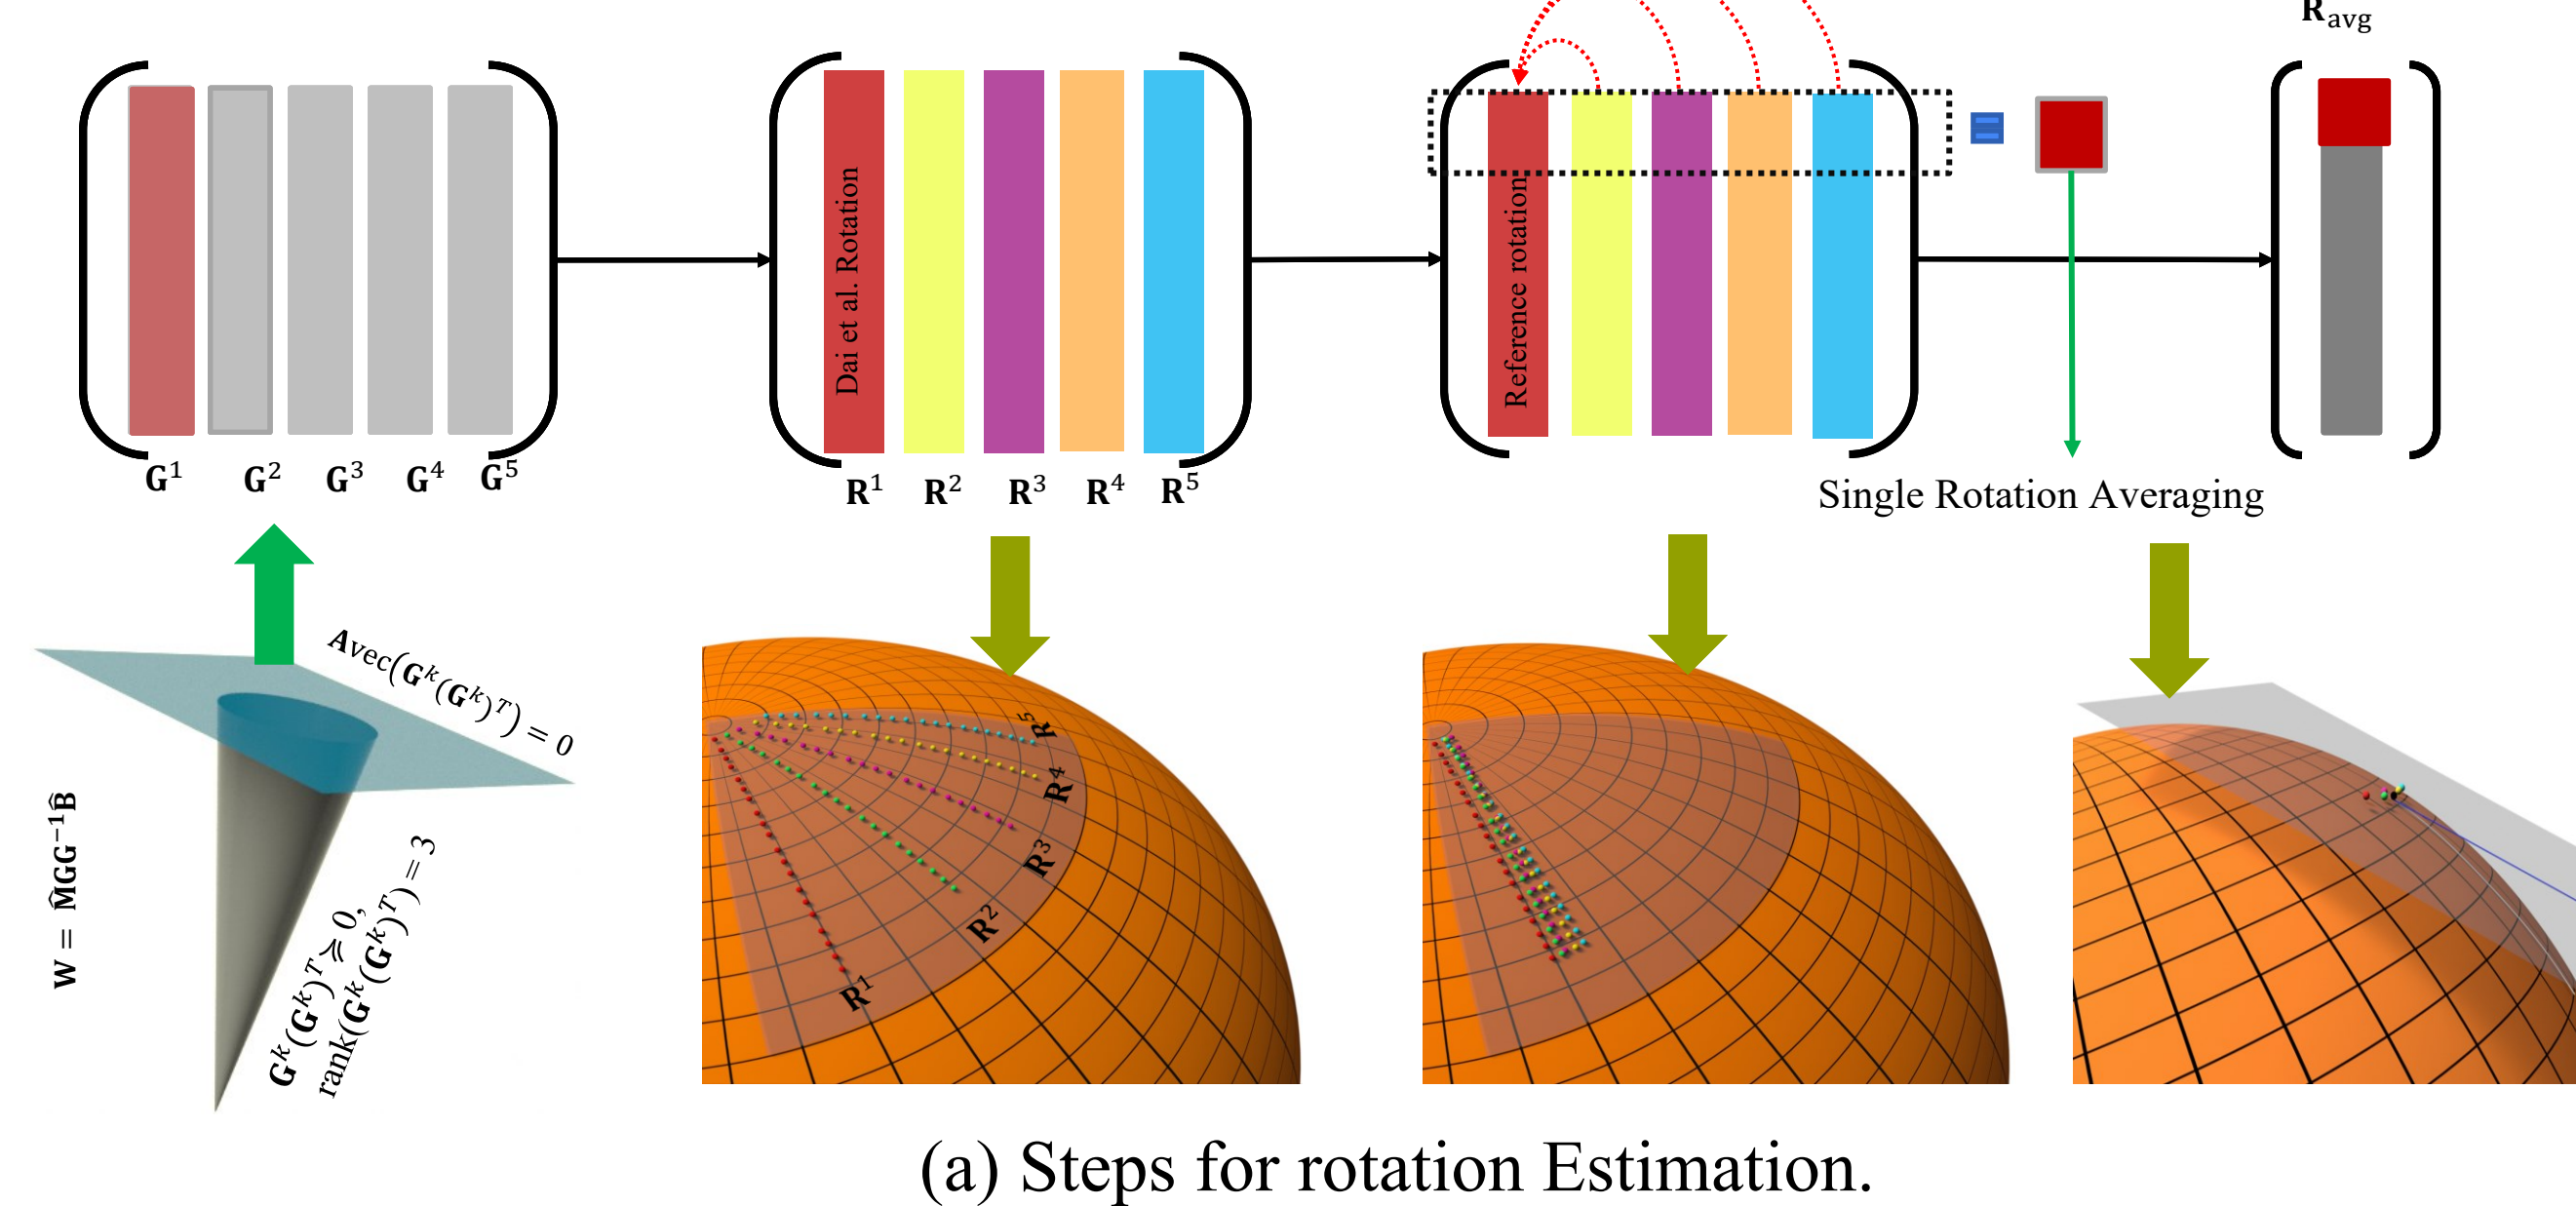 R_avg
Dai et al. Rotation
Reference rotation
G^1 G^2 G^3 G^4 G^5
R^1 R^2 R^3 R^4 R^5
Single Rotation Averaging
Avec(G^k(G^k)^T) = 0
W = M̂GG^{−1}B̂
G^k(G^k)^T ≽ 0,
rank(G^k(G^k)^T) = 3
R^5
R^4
R^3
R^2
R^1
(a) Steps for rotation Estimation.